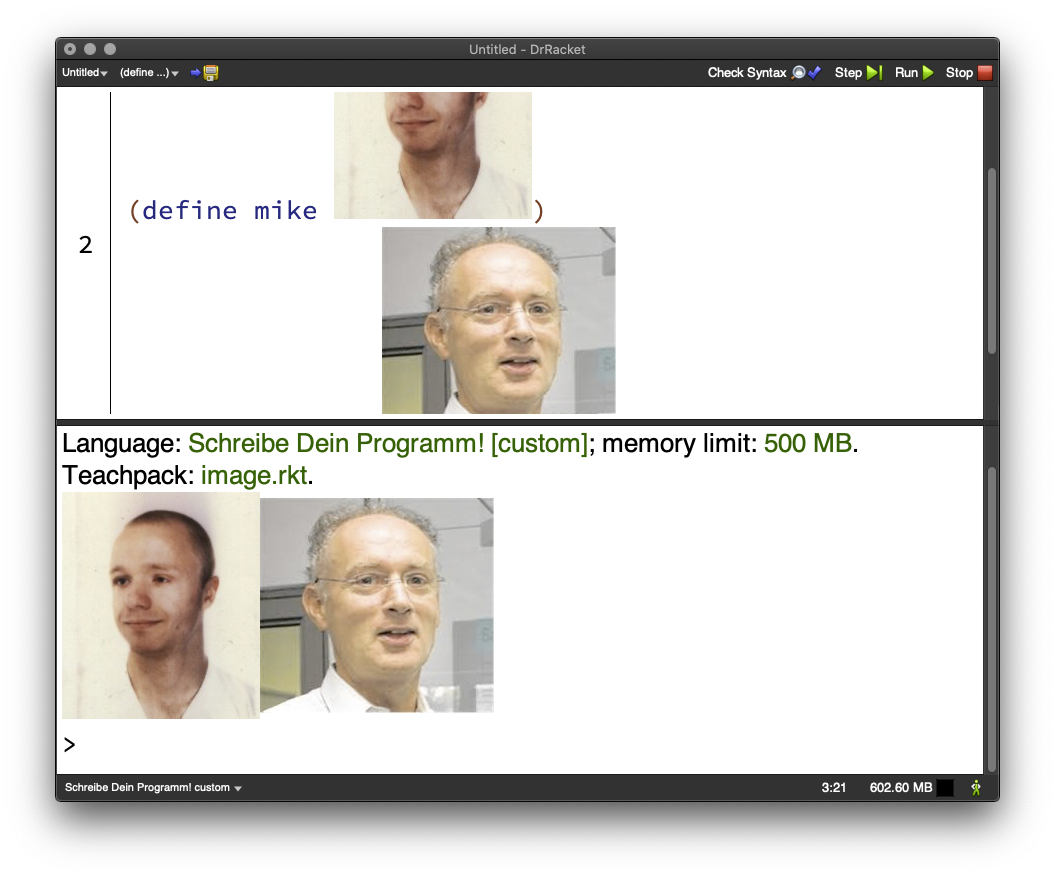 Untitled - DrRacket
Untitled (define ...) Check Syntax Step Run Stop
(define mike )
2
Language: Schreibe Dein Programm! [custom]; memory limit: 500 MB.
Teachpack: image.rkt.
>
Schreibe Dein Programm! custom 3:21 602.60 MB